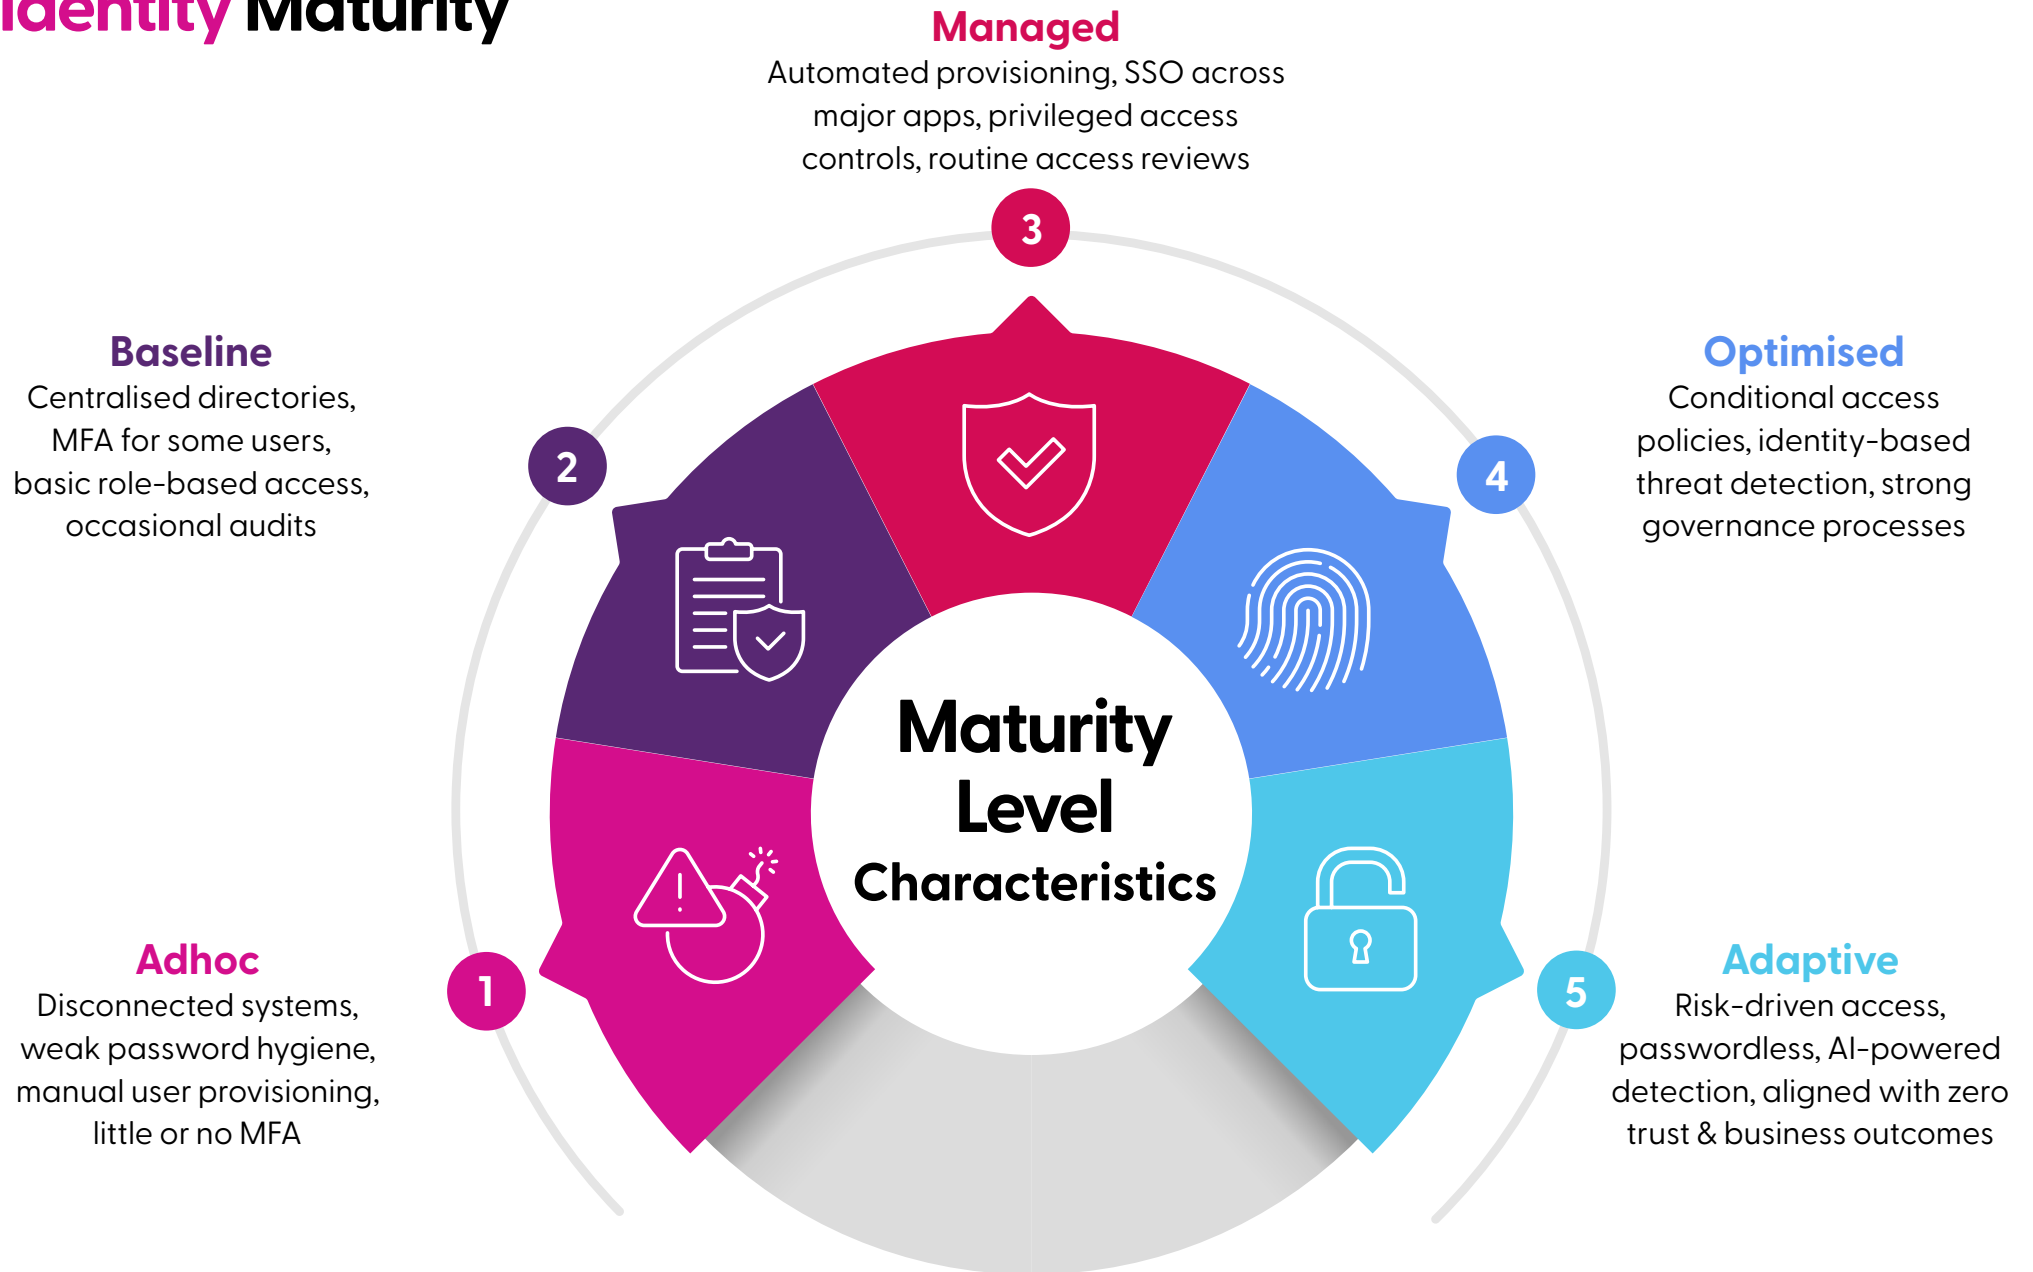 Identity Maturity
Managed
Automated provisioning, SSO across
major apps, privileged access
controls, routine access reviews
3
Baseline
Centralised directories,
MFA for some users,
basic role-based access,
occasional audits
2
Optimised
Conditional access
policies, identity-based
threat detection, strong
governance processes
4
Maturity
Level
Characteristics
Adhoc
Disconnected systems,
weak password hygiene,
manual user provisioning,
little or no MFA
1
Adaptive
Risk-driven access,
passwordless, AI-powered
detection, aligned with zero
trust & business outcomes
5